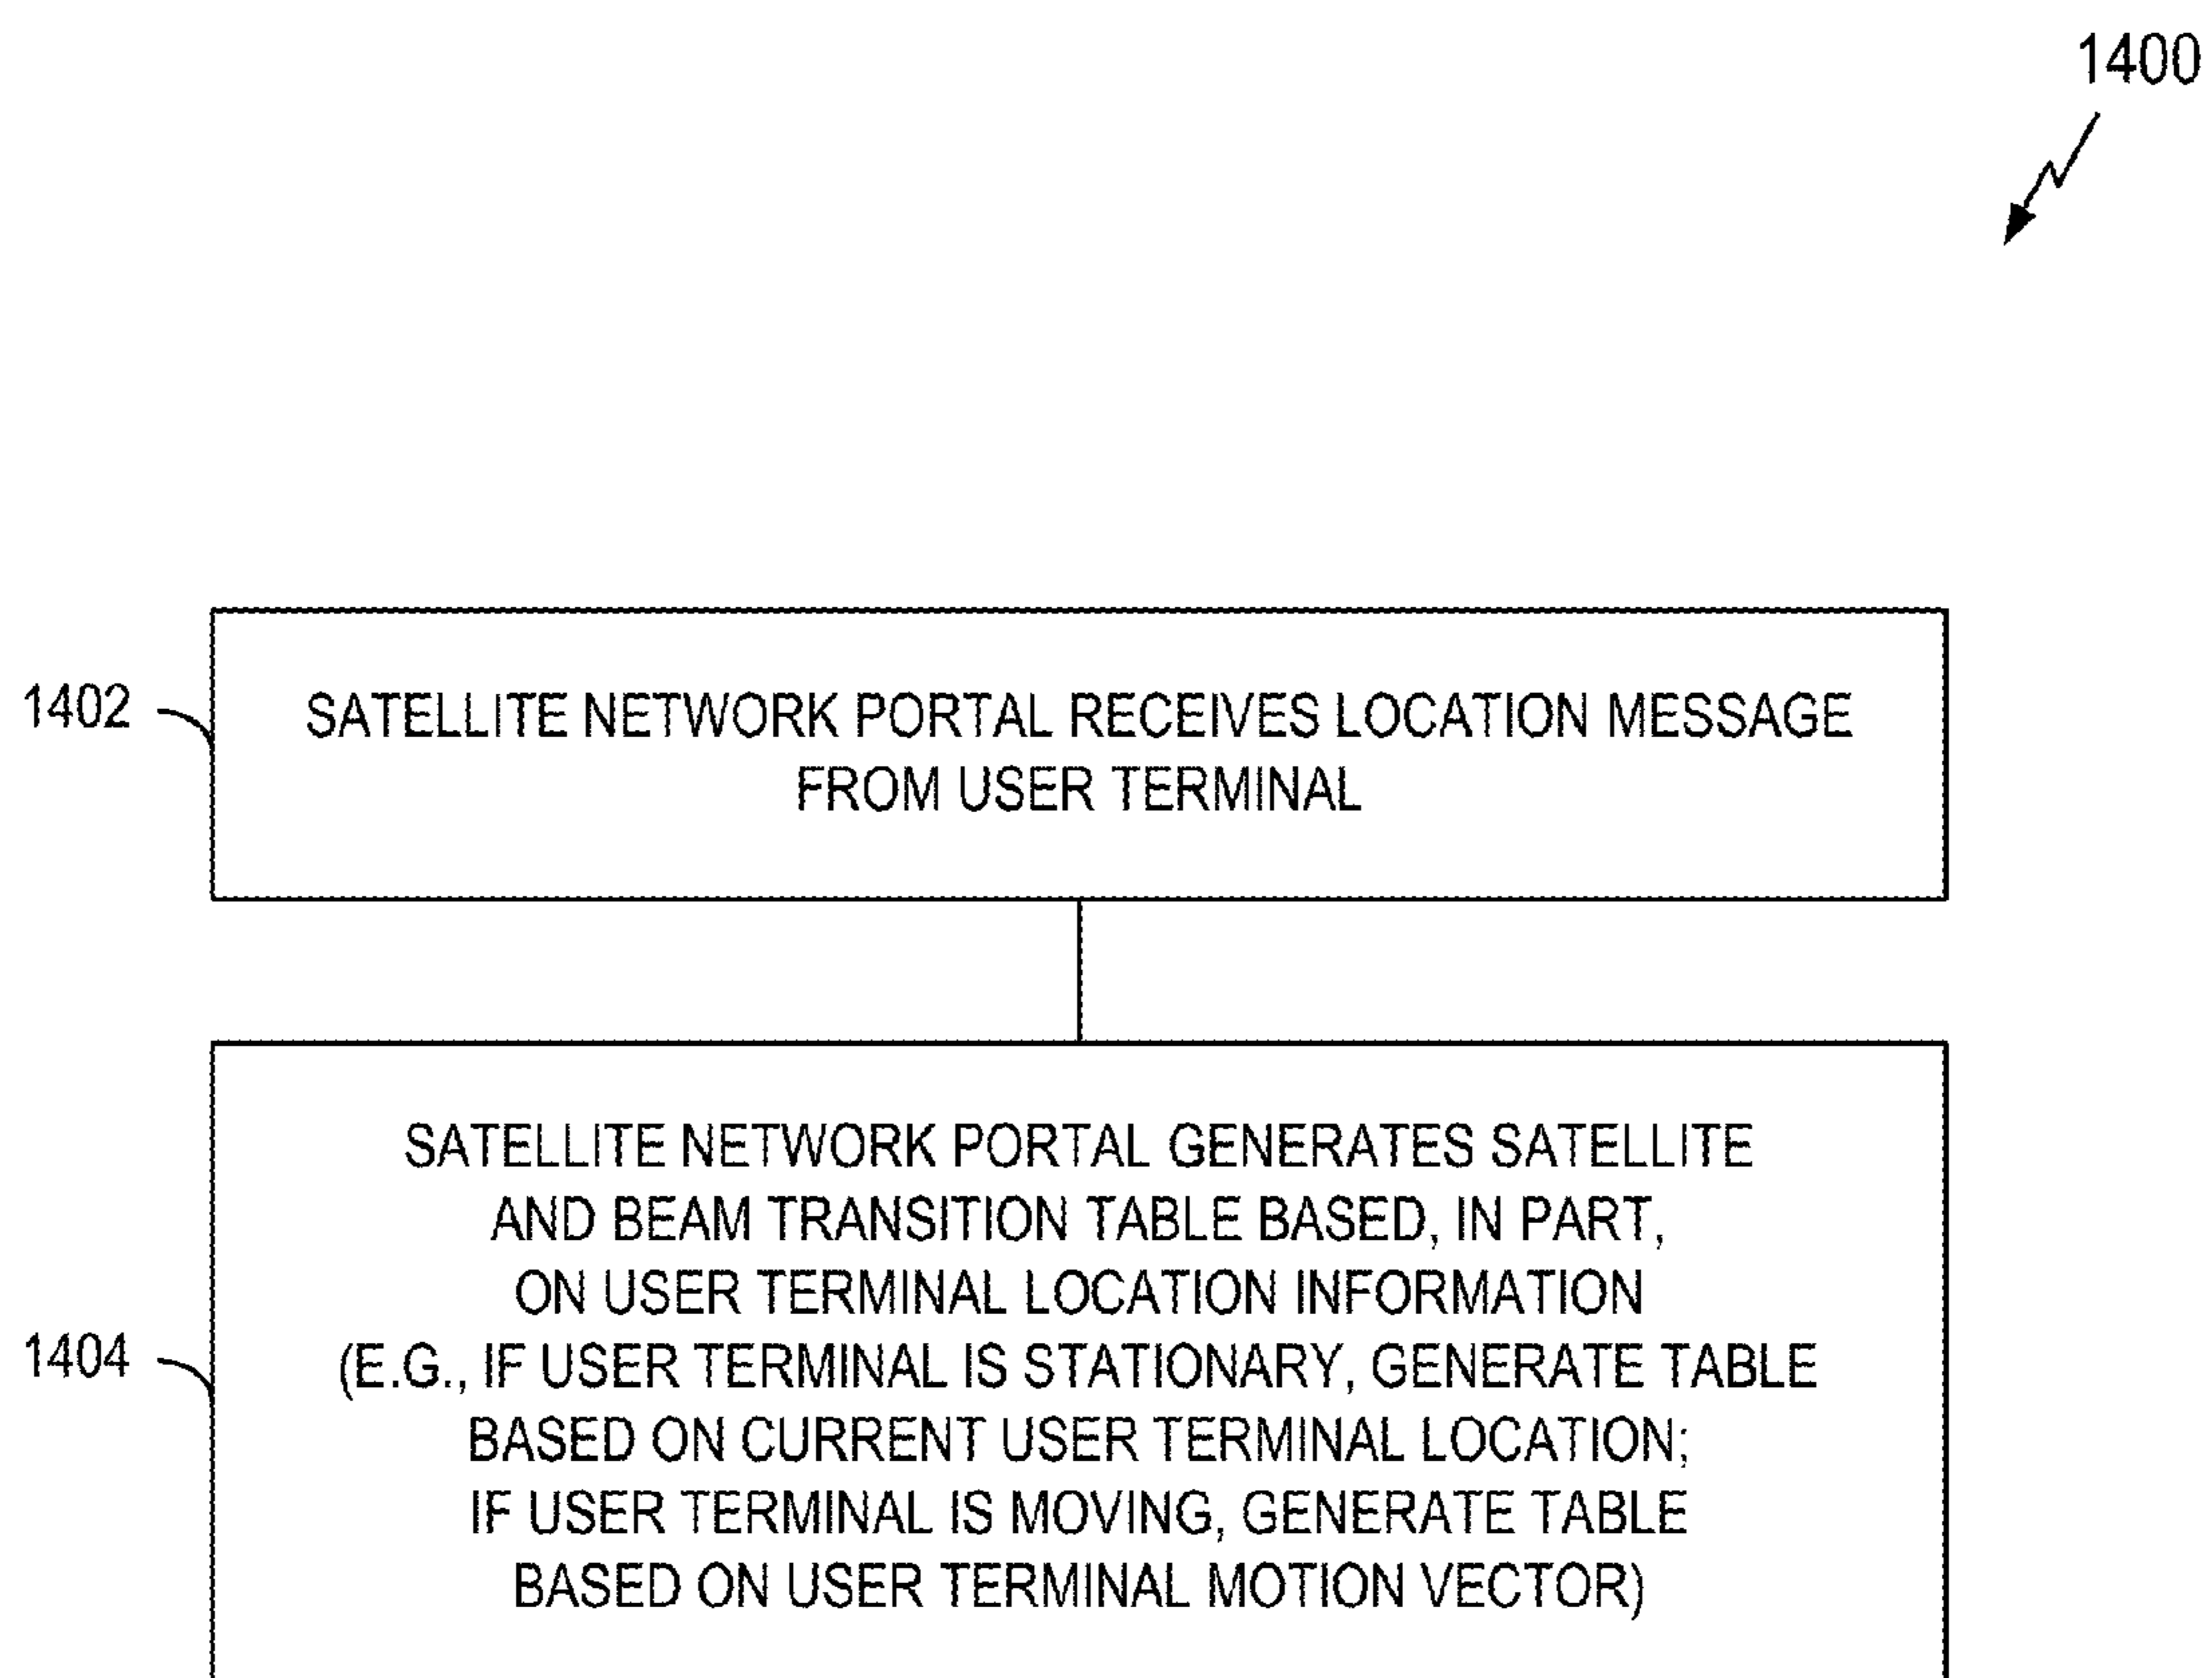 1400
1402
SATELLITE NETWORK PORTAL RECEIVES LOCATION MESSAGE
FROM USER TERMINAL
SATELLITE NETWORK PORTAL GENERATES SATELLITE
AND BEAM TRANSITION TABLE BASED, IN PART,
ON USER TERMINAL LOCATION INFORMATION
1404
(E.G., IF USER TERMINAL IS STATIONARY, GENERATE TABLE
BASED ON CURRENT USER TERMINAL LOCATION;
IF USER TERMINAL IS MOVING, GENERATE TABLE
BASED ON USER TERMINAL MOTION VECTOR)